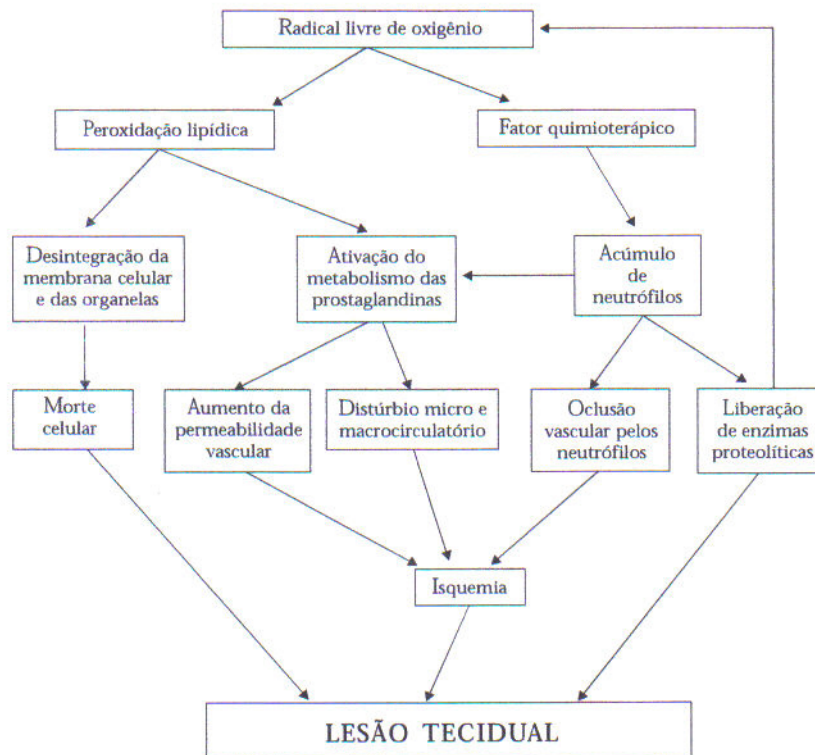 Radical livre de oxigênio
Peroxidação lipídica
Fator quimioterápico
Desintegração da
membrana celular
e das organelas
Ativação do
metabolismo das
prostaglandinas
Acúmulo
de
neutrófilos
Morte
celular
Aumento da
permeabilidade
vascular
Distúrbio micro e
macrocirculatório
Oclusão
vascular pelos
neutrófilos
Liberação
de enzimas
proteolíticas
Isquemia
LESÃO TECIDUAL